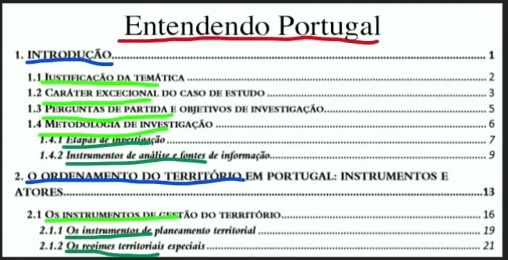 Entendendo Portugal
1. INTRODUÇÃO 1
1.1 JUSTIFICAÇÃO DA TEMÁTICA 2
1.2 CARÁTER EXCECIONAL DO CASO DE ESTUDO 3
1.3 PERGUNTAS DE PARTIDA E OBJETIVOS DE INVESTIGAÇÃO 5
1.4 METODOLOGIA DE INVESTIGAÇÃO 6
1.4.1 Etapas de investigação 7
1.4.2 Instrumentos de análise e fontes de informação 9
2. O ORDENAMENTO DO TERRITÓRIO EM PORTUGAL: INSTRUMENTOS E
ATORES 13
2.1 OS INSTRUMENTOS DE GESTÃO DO TERRITÓRIO 16
2.1.1 Os instrumentos de planeamento territorial 19
2.1.2 Os regimes territoriais especiais 21